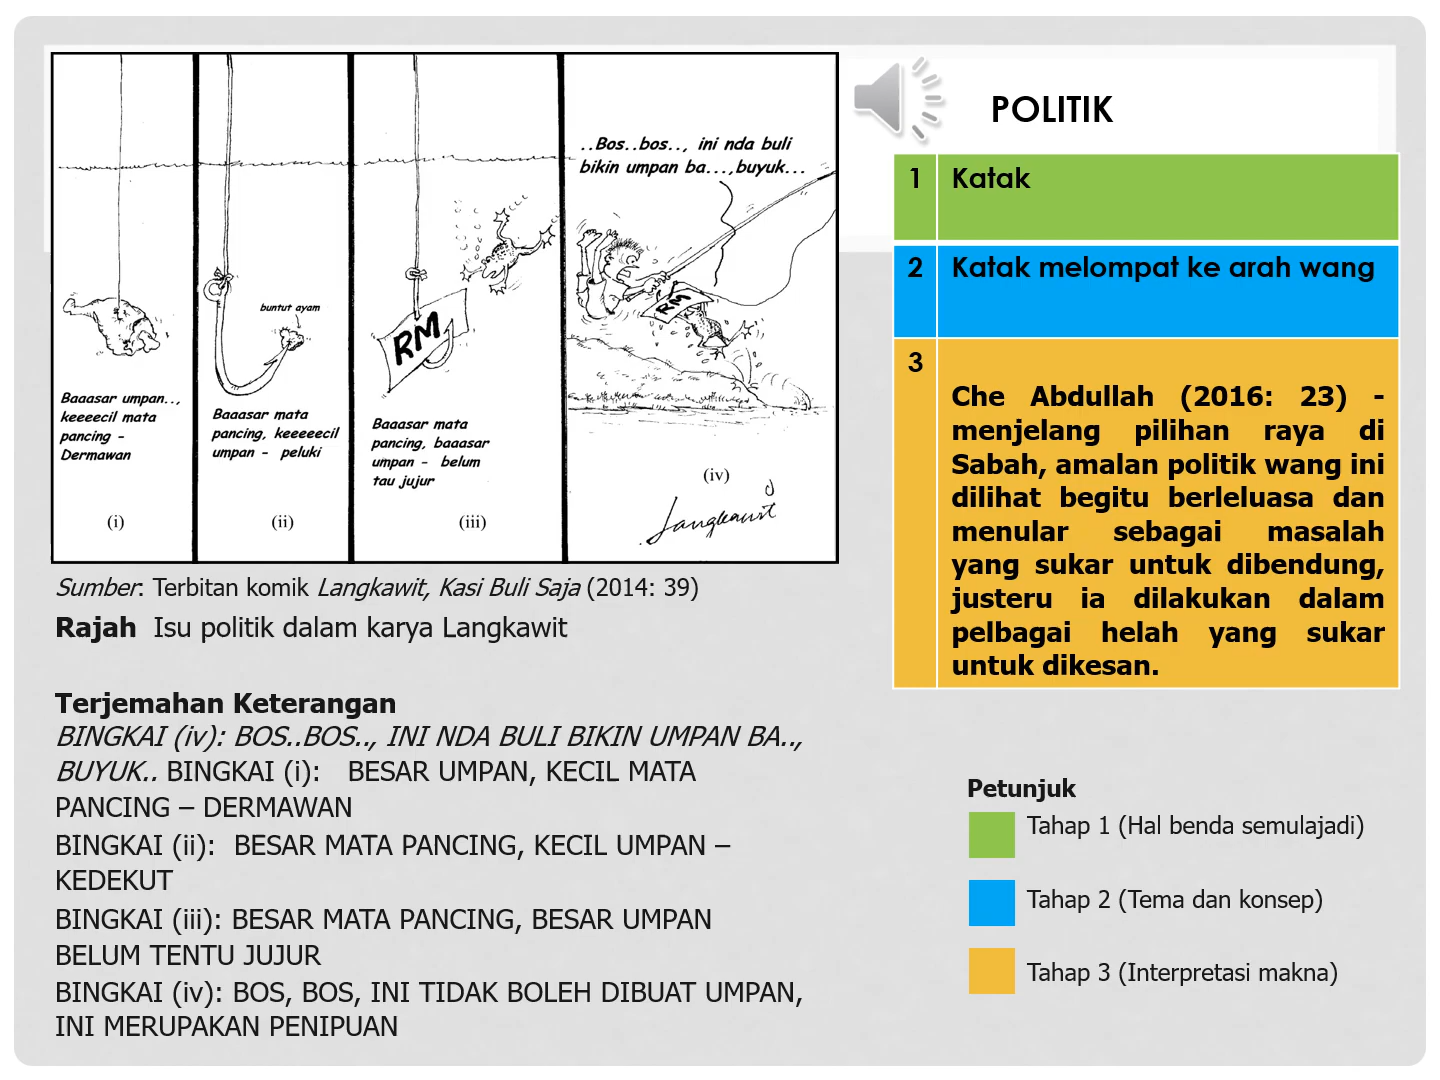 ..Bos..bos.., ini nda buli
bikin umpan ba...,buyuk...
buntut ayam
RM
RM
Baaasar umpan..,
keeeecil mata
pancing -
Dermawan
(i)
Baaasar mata
pancing, keeeeecil
umpan - peluki
(ii)
Baaasar mata
pancing, baaasar
umpan - belum
tau jujur
(iii)
(iv)
Langkawit
Sumber: Terbitan komik Langkawit, Kasi Buli Saja (2014: 39)
Rajah Isu politik dalam karya Langkawit
Terjemahan Keterangan
BINGKAI (iv): BOS..BOS.., INI NDA BULI BIKIN UMPAN BA..,
BUYUK.. BINGKAI (i): BESAR UMPAN, KECIL MATA
PANCING – DERMAWAN
BINGKAI (ii): BESAR MATA PANCING, KECIL UMPAN –
KEDEKUT
BINGKAI (iii): BESAR MATA PANCING, BESAR UMPAN
BELUM TENTU JUJUR
BINGKAI (iv): BOS, BOS, INI TIDAK BOLEH DIBUAT UMPAN,
INI MERUPAKAN PENIPUAN
POLITIK
1 Katak
2 Katak melompat ke arah wang
3
Che Abdullah (2016: 23) -
menjelang pilihan raya di
Sabah, amalan politik wang ini
dilihat begitu berleluasa dan
menular sebagai masalah
yang sukar untuk dibendung,
justeru ia dilakukan dalam
pelbagai helah yang sukar
untuk dikesan.
Petunjuk
Tahap 1 (Hal benda semulajadi)
Tahap 2 (Tema dan konsep)
Tahap 3 (Interpretasi makna)